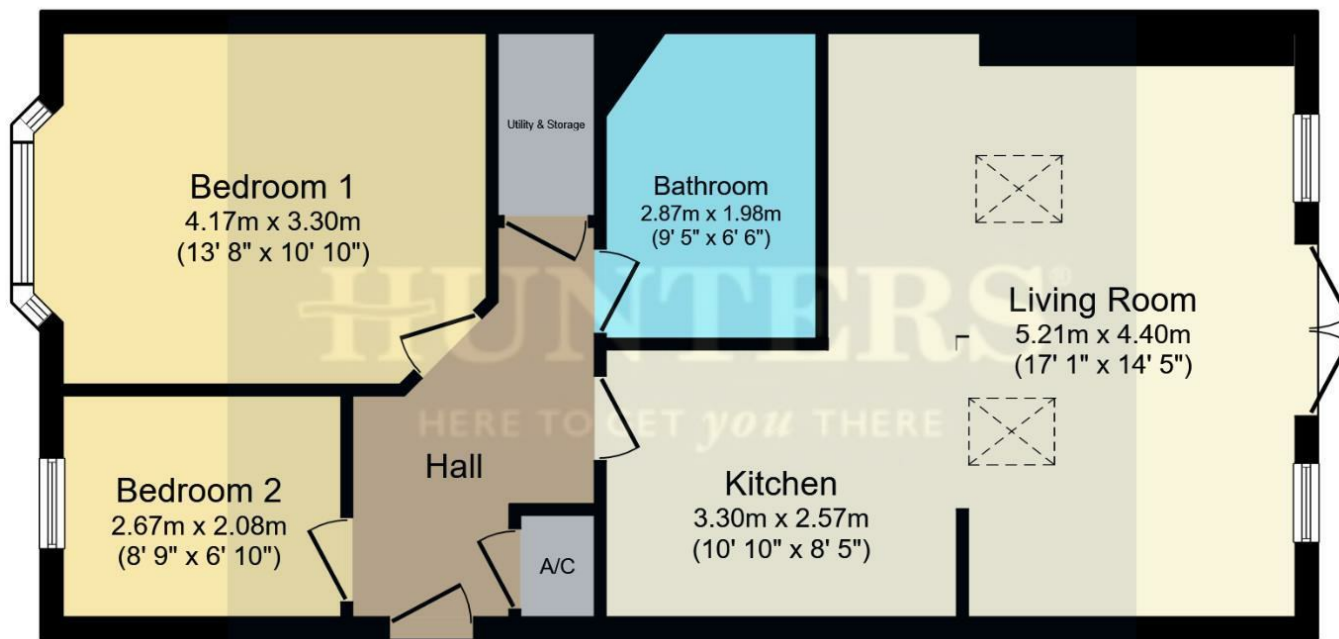 Bedroom 1
4.17m x 3.30m
(13' 8" x 10' 10")
Utility & Storage
Bathroom
2.87m x 1.98m
(9' 5" x 6' 6")
Living Room
5.21m x 4.40m
(17' 1" x 14' 5")
HUNTERS®
HERE TO GET you THERE
Hall
Bedroom 2
2.67m x 2.08m
(8' 9" x 6' 10")
Kitchen
3.30m x 2.57m
(10' 10" x 8' 5")
A/C